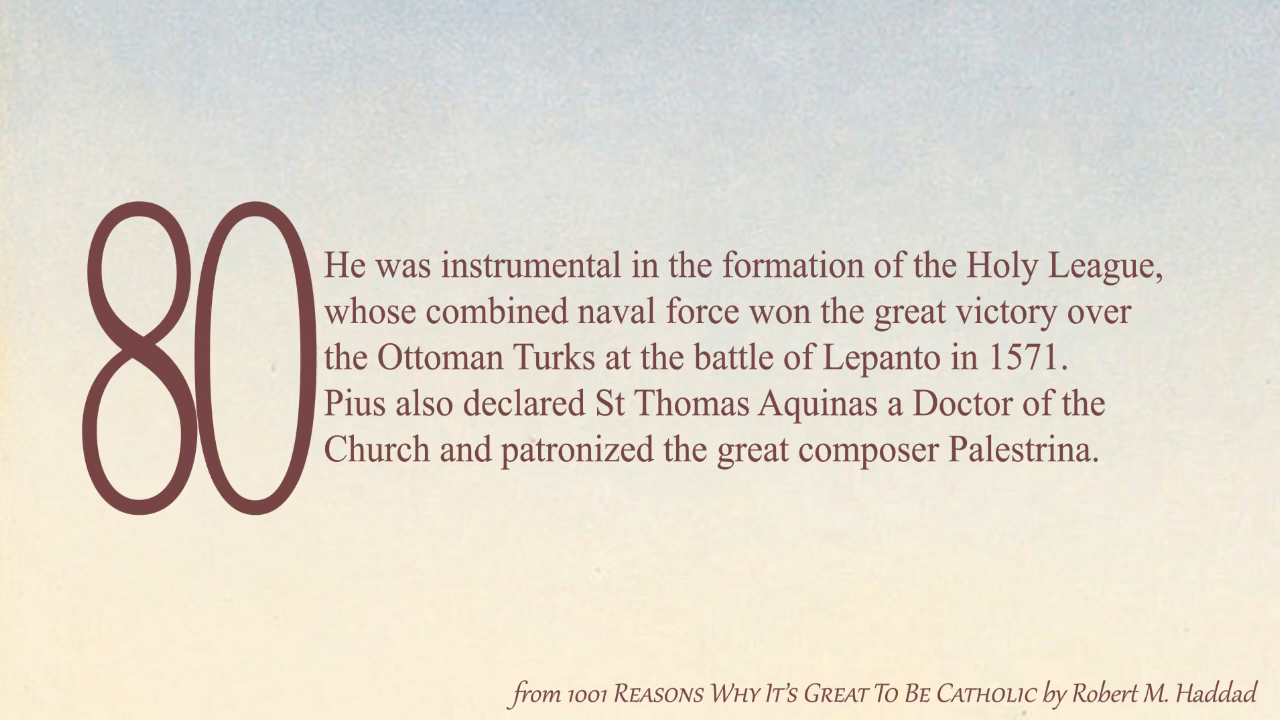 80
He was instrumental in the formation of the Holy League,
whose combined naval force won the great victory over
the Ottoman Turks at the battle of Lepanto in 1571.
Pius also declared St Thomas Aquinas a Doctor of the
Church and patronized the great composer Palestrina.
from 1001 Reasons Why It's Great To Be Catholic by Robert M. Haddad